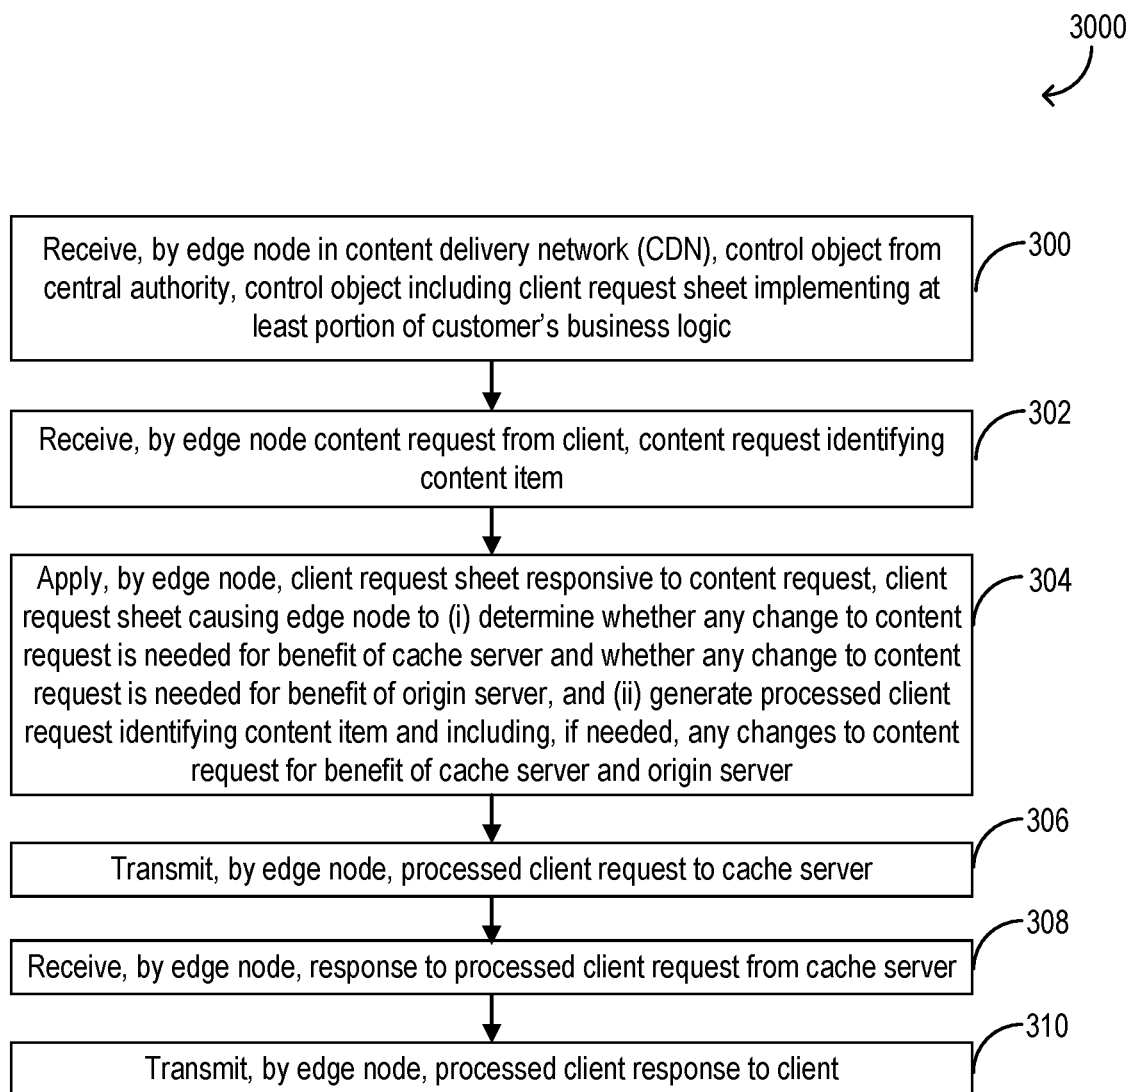 3000
Receive, by edge node in content delivery network (CDN), control object from
central authority, control object including client request sheet implementing at
least portion of customer’s business logic
300
Receive, by edge node content request from client, content request identifying
content item
302
Apply, by edge node, client request sheet responsive to content request, client
request sheet causing edge node to (i) determine whether any change to content
request is needed for benefit of cache server and whether any change to content
request is needed for benefit of origin server, and (ii) generate processed client
request identifying content item and including, if needed, any changes to content
request for benefit of cache server and origin server
304
Transmit, by edge node, processed client request to cache server
306
Receive, by edge node, response to processed client request from cache server
308
Transmit, by edge node, processed client response to client
310